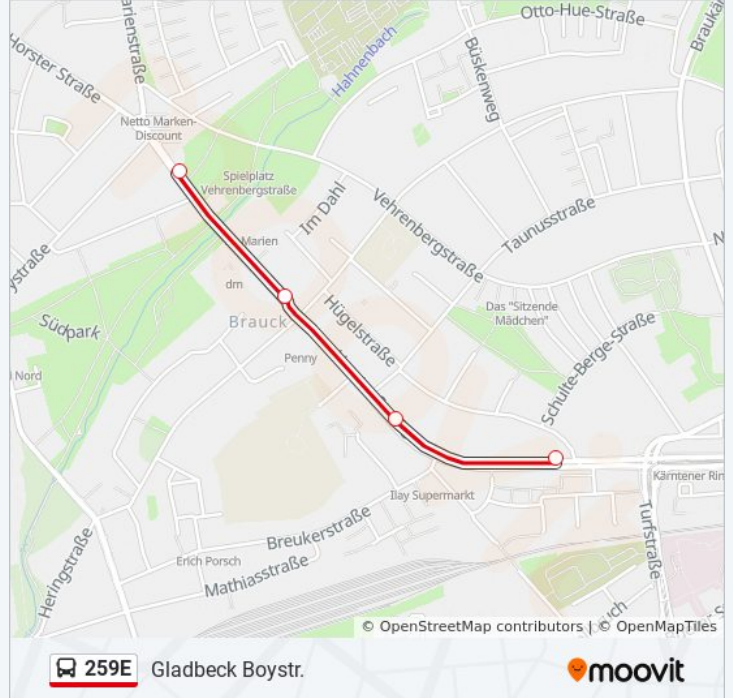 Otto-Hue-Straße
Hahnenbach
Büskenweg
Horster Straße
Netto Marken-
Discount
Spielplatz
Vehrenbergstraße
Im Dahl
Vehrenbergstraße
Taunusstraße
Marien
dm
Das "Sitzende
Mädchen"
Hügelstraße
Brauck
Südpark
Schulte-Berge-Straße
Penny
Nord
Ilay Supermarkt
Kärntener Rin
Turfstraße
Breukerstraße
Erich Porsch
Mathiasstraße
Heringstraße
© OpenStreetMap contributors | © OpenMapTiles
259E Gladbeck Boystr.
moovit